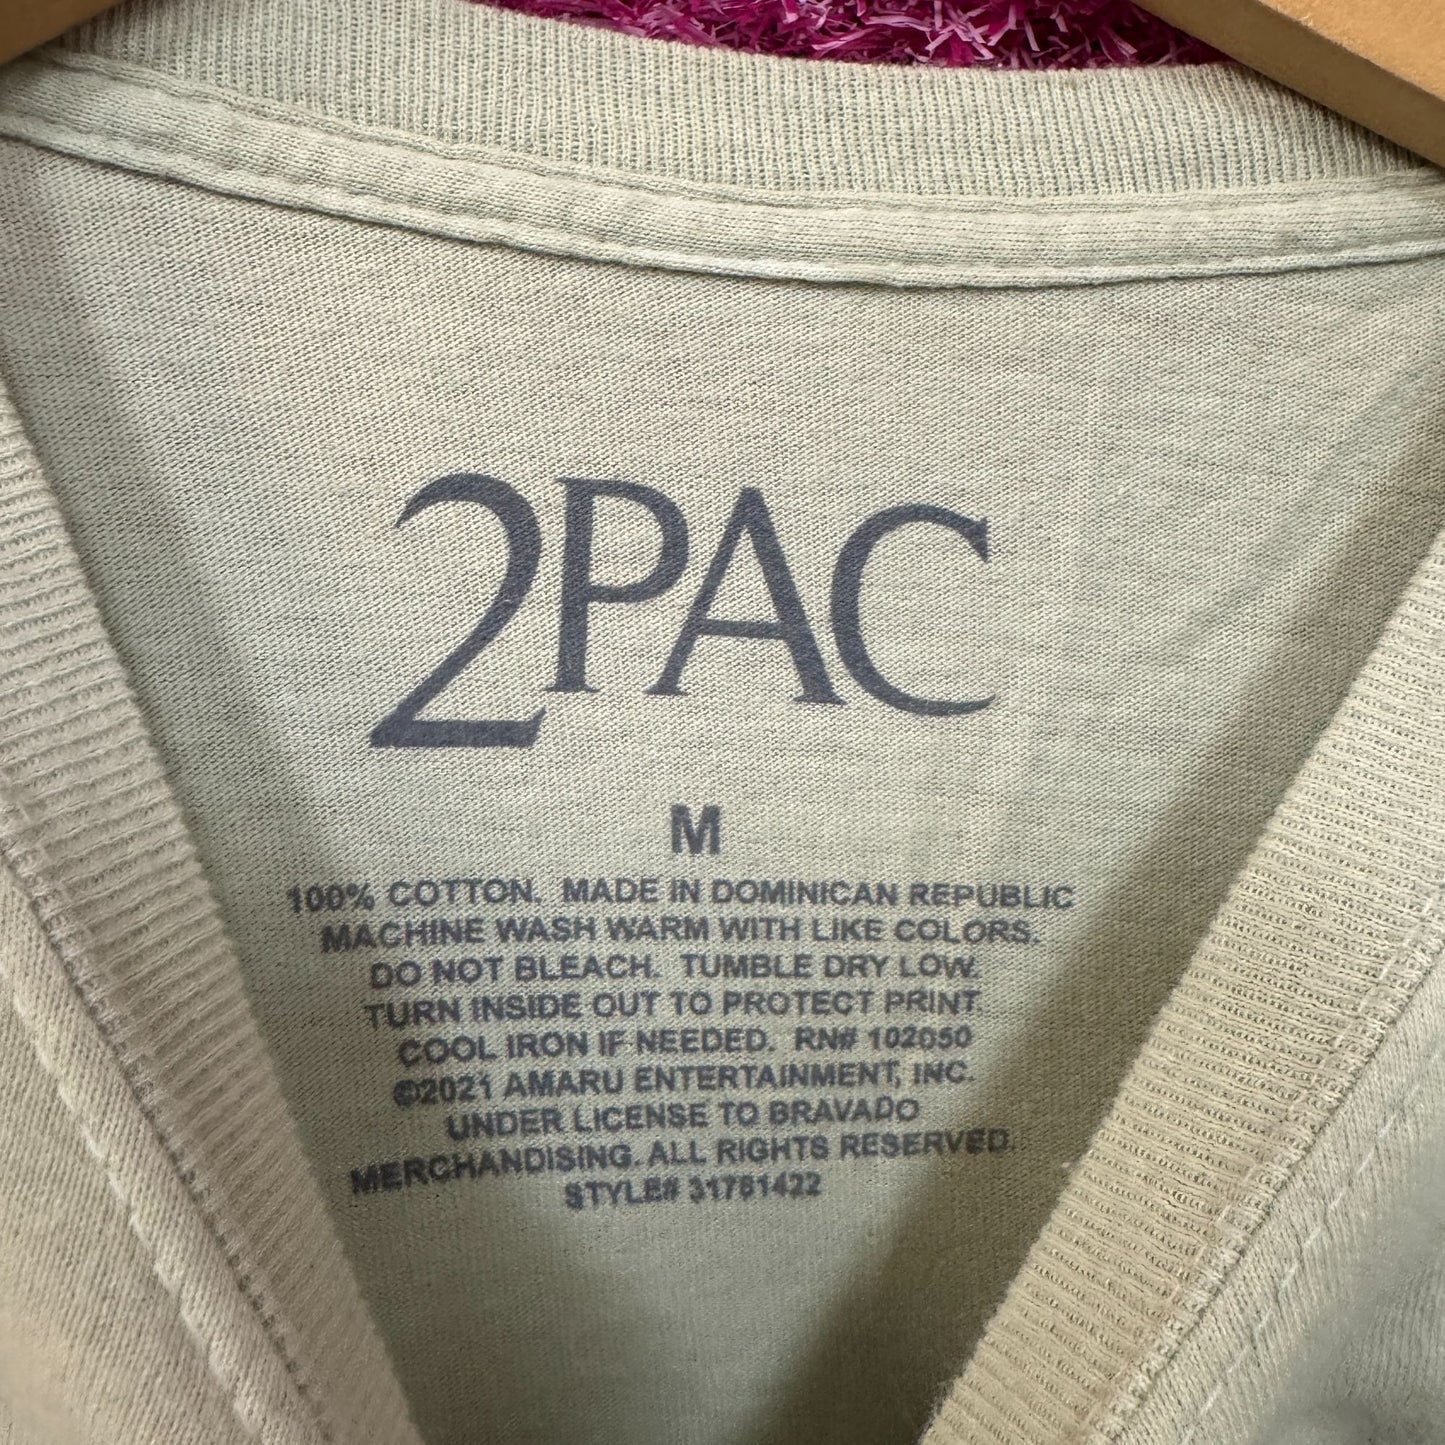 2PAC
M
100% COTTON. MADE IN DOMINICAN REPUBLIC
MACHINE WASH WARM WITH LIKE COLORS.
DO NOT BLEACH. TUMBLE DRY LOW.
TURN INSIDE OUT TO PROTECT PRINT.
COOL IRON IF NEEDED. RN# 102050
©2021 AMARU ENTERTAINMENT, INC.
UNDER LICENSE TO BRAVADO
MERCHANDISING. ALL RIGHTS RESERVED.
STYLE# 31781422